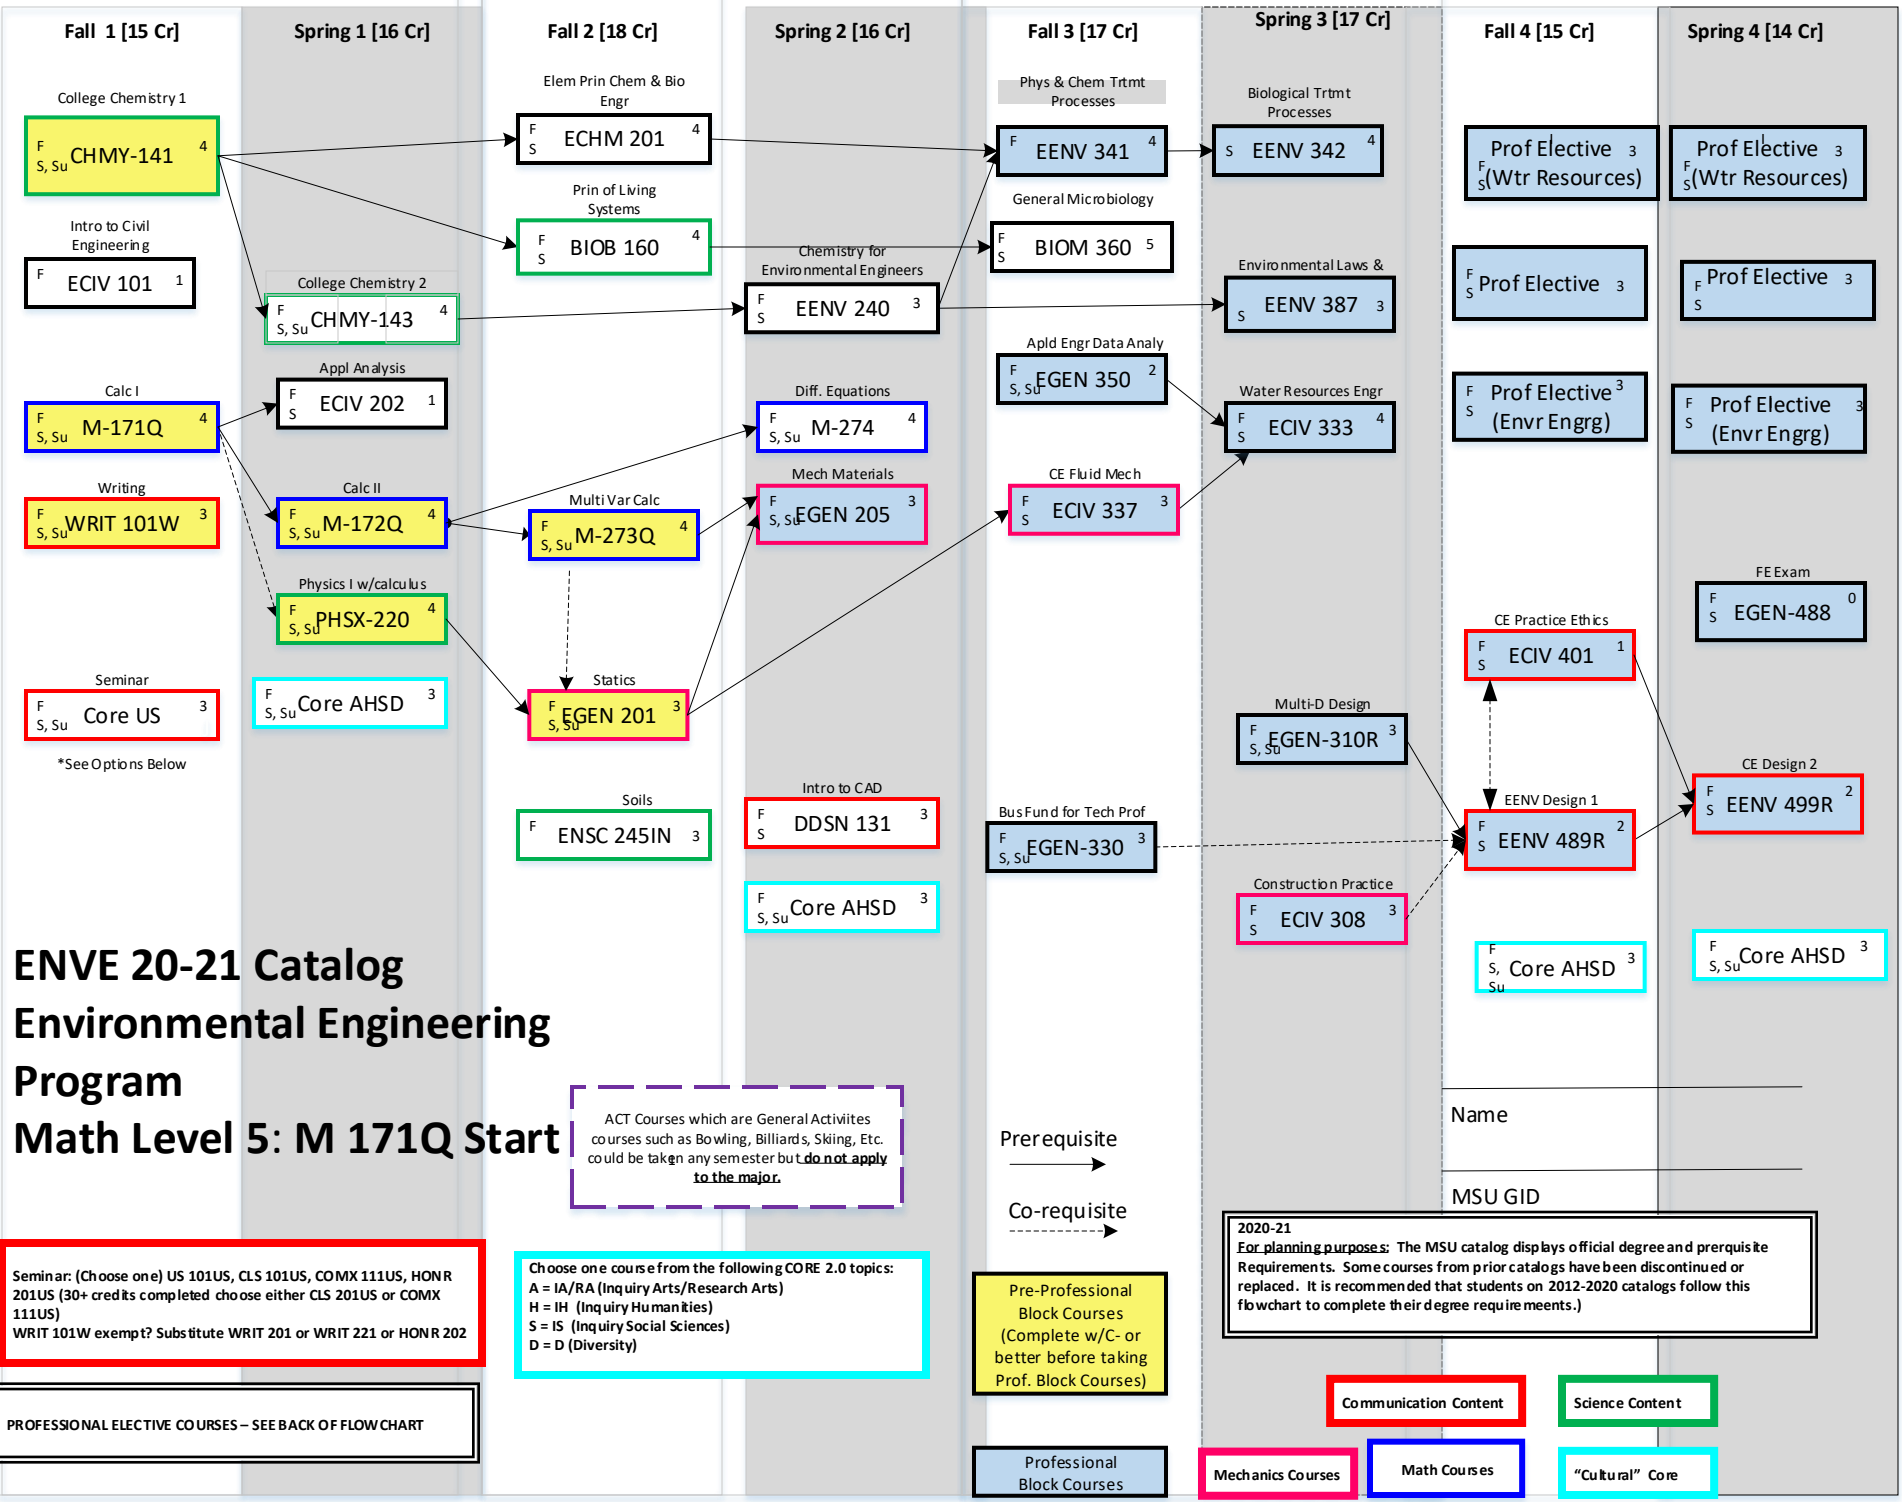 Fall 1 [15 Cr]
Spring 1 [16 Cr]
Fall 2 [18 Cr]
Spring 2 [16 Cr]
Fall 3 [17 Cr]
Spring 3 [17 Cr]
Fall 4 [15 Cr]
Spring 4 [14 Cr]
College Chemistry 1
F
S, Su
CHMY-141
4
Intro to Civil
Engineering
F
ECIV 101
1
Calc I
F
S, Su
M-171Q
4
Writing
F
S, Su
WRIT 101W
3
Seminar
F
S, Su
Core US
3
*See Options Below
College Chemistry 2
F
S, Su
CHMY-143
4
Appl Analysis
F
S
ECIV 202
1
Calc II
F
S, Su
M-172Q
4
Physics I w/calculus
F
S, Su
PHSX-220
4
F
S, Su
Core AHSD
3
Elem Prin Chem & Bio
Engr
F
S
ECHM 201
4
Prin of Living
Systems
F
S
BIOB 160
4
Multi Var Calc
F
S, Su
M-273Q
4
Statics
F
S, Su
EGEN 201
3
Soils
F
ENSC 245IN
3
Chemistry for
Environmental Engineers
F
S
EENV 240
3
Diff. Equations
F
S, Su
M-274
4
Mech Materials
F
S, Su
EGEN 205
3
Intro to CAD
F
S
DDSN 131
3
F
S, Su
Core AHSD
3
Phys & Chem Trtmt
Processes
F
EENV 341
4
General Microbiology
F
S
BIOM 360
5
Apld Engr Data Analy
F
S, Su
EGEN 350
2
CE Fluid Mech
F
S
ECIV 337
3
Bus Fund for Tech Prof
F
S, Su
EGEN-330
3
Biological Trtmt
Processes
S
EENV 342
4
Environmental Laws &
S
EENV 387
3
Water Resources Engr
F
S
ECIV 333
4
Multi-D Design
F
S, Su
EGEN-310R
3
Construction Practice
F
S
ECIV 308
3
F
S
Prof Elective
(Wtr Resources)
3
F
S
Prof Elective
3
F
S
Prof Elective
(Envr Engrg)
3
CE Practice Ethics
F
S
ECIV 401
1
EENV Design 1
F
S
EENV 489R
2
F
S,
Su
Core AHSD
3
F
S
Prof Elective
(Wtr Resources)
3
F
S
Prof Elective
3
F
S
Prof Elective
(Envr Engrg)
3
FE Exam
F
S
EGEN-488
0
CE Design 2
F
S
EENV 499R
2
F
S, Su
Core AHSD
3
ENVE 20-21 Catalog
Environmental Engineering
Program
Math Level 5: M 171Q Start
ACT Courses which are General Activiites
courses such as Bowling, Billiards, Skiing, Etc.
could be taken any semester but do not apply
to the major.
1
Prerequisite
Co-requisite
Name
MSU GID
2020-21
For planning purposes: The MSU catalog displays official degree and prerquisite
Requirements. Some courses from prior catalogs have been discontinued or
replaced. It is recommended that students on 2012-2020 catalogs follow this
flowchart to complete their degree requiremeents.)
Seminar: (Choose one) US 101US, CLS 101US, COMX 111US, HONR
201US (30+ credits completed choose either CLS 201US or COMX
111US)
WRIT 101W exempt? Substitute WRIT 201 or WRIT 221 or HONR 202
Choose one course from the following CORE 2.0 topics:
A = IA/RA (Inquiry Arts/Research Arts)
H = IH (Inquiry Humanities)
S = IS (Inquiry Social Sciences)
D = D (Diversity)
Pre-Professional
Block Courses
(Complete w/C- or
better before taking
Prof. Block Courses)
PROFESSIONAL ELECTIVE COURSES – SEE BACK OF FLOWCHART
Professional
Block Courses
Communication Content
Science Content
Mechanics Courses
Math Courses
"Cultural" Core